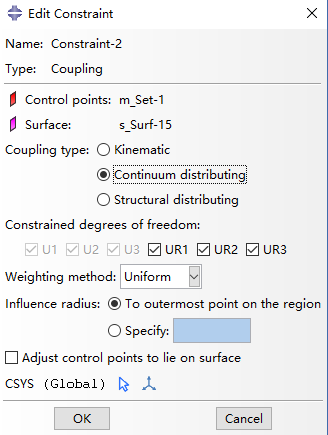 Edit Constraint
Name: Constraint-2
Type: Coupling
Control points: m_Set-1
Surface: s_Surf-15
Coupling type: Kinematic
Continuum distributing
Structural distributing
Constrained degrees of freedom:
U1 U2 U3 UR1 UR2 UR3
Weighting method: Uniform
Influence radius: To outermost point on the region
Specify:
Adjust control points to lie on surface
CSYS (Global)
OK Cancel